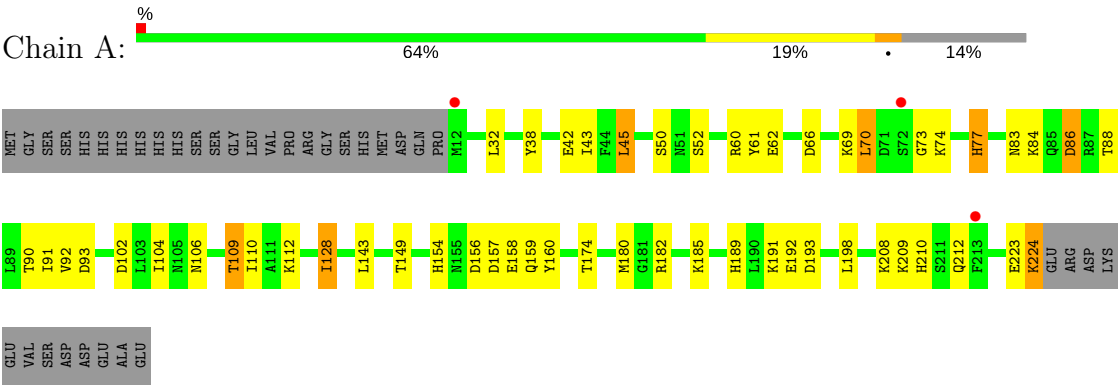 %
Chain A:
64% 19% • 14%
MET GLY SER SER HIS HIS HIS HIS HIS HIS SER SER GLY LEU VAL PRO ARG GLY SER HIS MET ASP GLN PRO M12 L32 Y38 E42 I43 F44 L45 S50 N51 S52 R60 Y61 E62 D66 K69 L70 D71 S72 G73 K74 H77 N83 K84 Q85 D86 R87 T88
L89 T90 I91 V92 D93 D102 L103 I104 N105 N106 T109 I110 A111 K112 I128 L143 T149 H154 N155 D156 D157 E158 Q159 Y160 T174 M180 G181 R182 K185 H189 L190 K191 E192 D193 L198 K208 K209 H210 S211 Q212 F213 E223 K224 GLU ARG ASP LYS
GLU VAL SER ASP ASP GLU ALA GLU